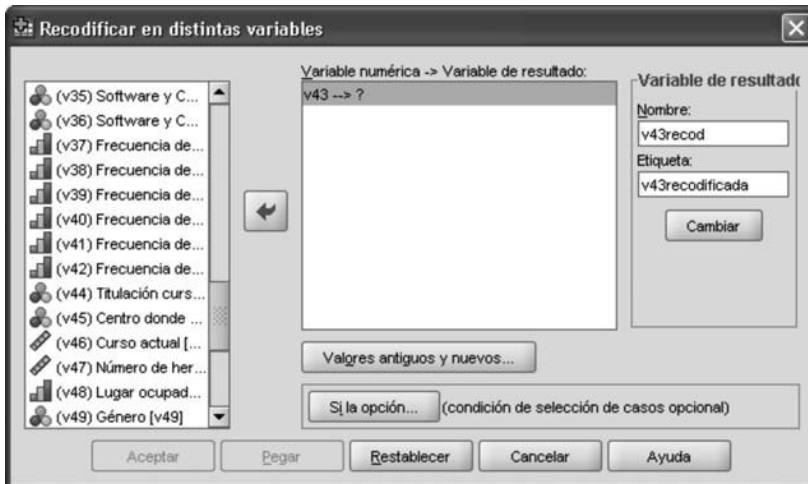 Recodificar en distintas variables
(v35) Software y C...
(v36) Software y C...
(v37) Frecuencia de...
(v38) Frecuencia de...
(v39) Frecuencia de...
(v40) Frecuencia de...
(v41) Frecuencia de...
(v42) Frecuencia de...
(v44) Titulación curs...
(v45) Centro donde ...
(v46) Curso actual [...
(v47) Número de her...
(v48) Lugar ocupad...
(v49) Género [v49]
Variable numérica -> Variable de resultado:
v43 --> ?
Variable de resultado
Nombre:
v43recod
Etiqueta:
v43recodificada
Cambiar
Valores antiguos y nuevos...
Si la opción... (condición de selección de casos opcional)
Aceptar Pegar Restablecer Cancelar Ayuda